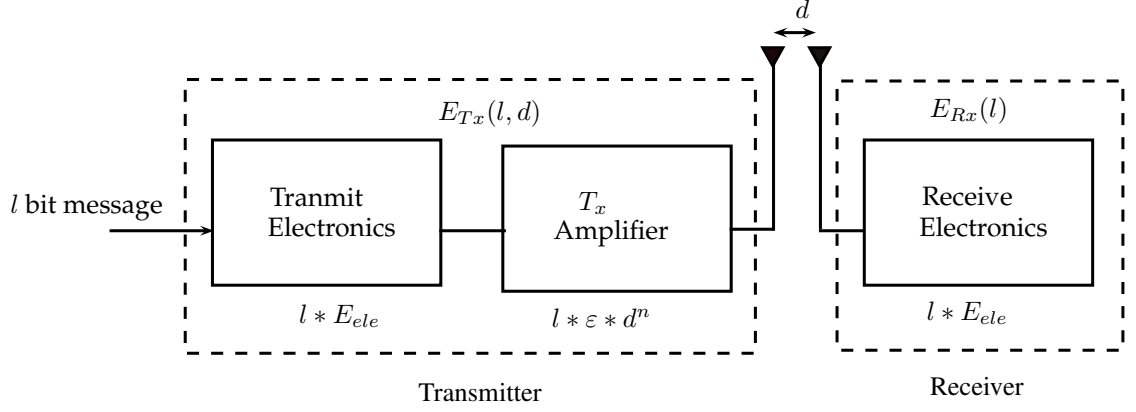 d
E_{Tx}(l, d)
E_{Rx}(l)
l bit message
Tranmit
Electronics
T_x
Amplifier
Receive
Electronics
l ∗ E_{ele}
l ∗ ε ∗ d^n
l ∗ E_{ele}
Transmitter
Receiver